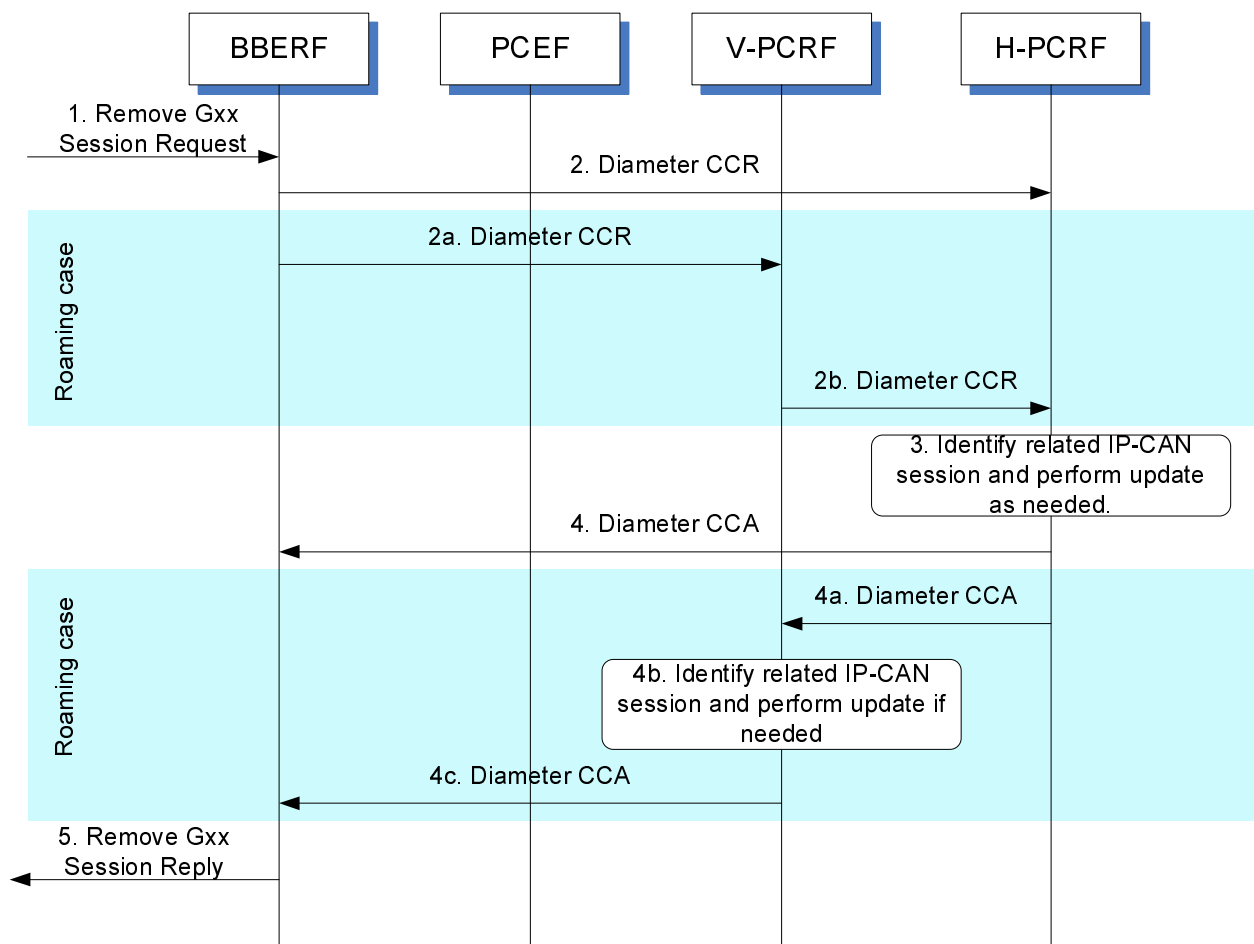 BBERF
PCEF
V-PCRF
H-PCRF
1. Remove Gxx
Session Request
2. Diameter CCR
Roaming case
2a. Diameter CCR
2b. Diameter CCR
3. Identify related IP-CAN
session and perform update
as needed.
4. Diameter CCA
Roaming case
4a. Diameter CCA
4b. Identify related IP-CAN
session and perform update if
needed
4c. Diameter CCA
5. Remove Gxx
Session Reply